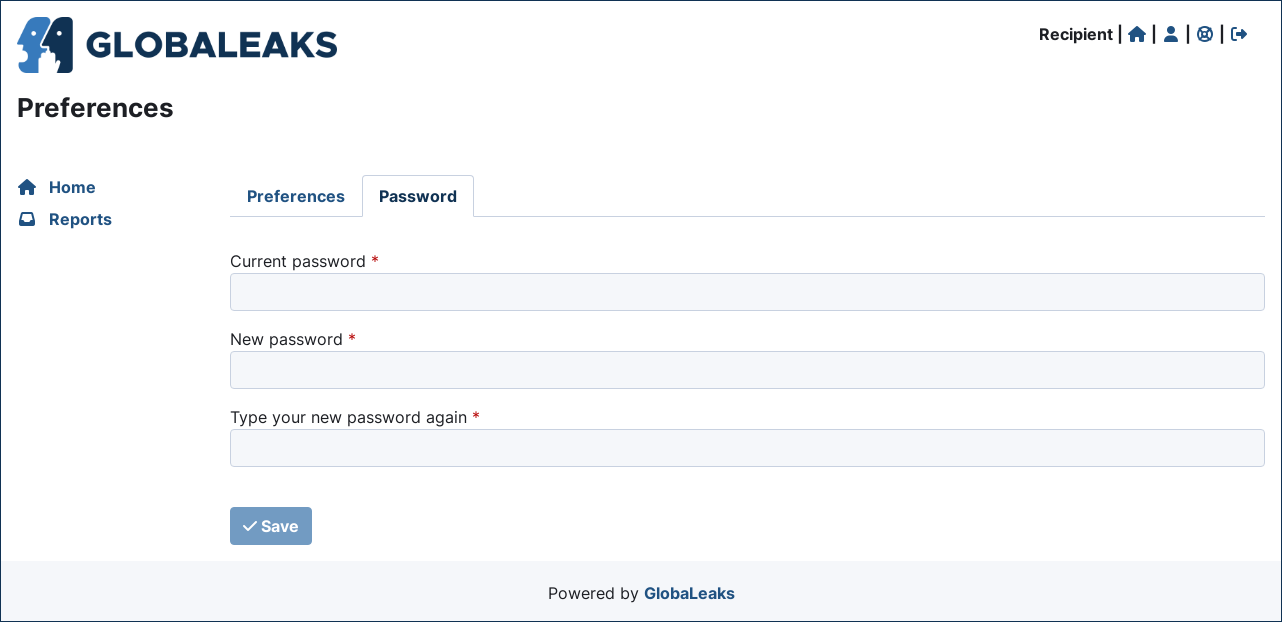 GLOBALEAKS
Recipient | | | |
Preferences
Home
Reports
Preferences Password
Current password *
New password *
Type your new password again *
Save
Powered by GlobaLeaks